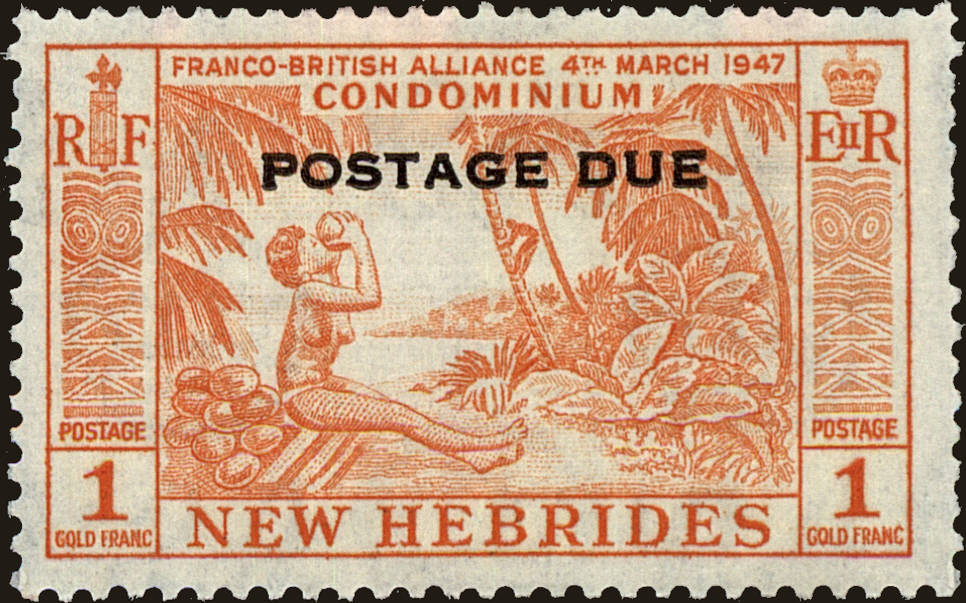 FRANCO-BRITISH ALLIANCE 4TH MARCH 1947
CONDOMINIUM
RF
EIIR
POSTAGE DUE
POSTAGE
POSTAGE
1
GOLD FRANC
NEW HEBRIDES
1
GOLD FRANC